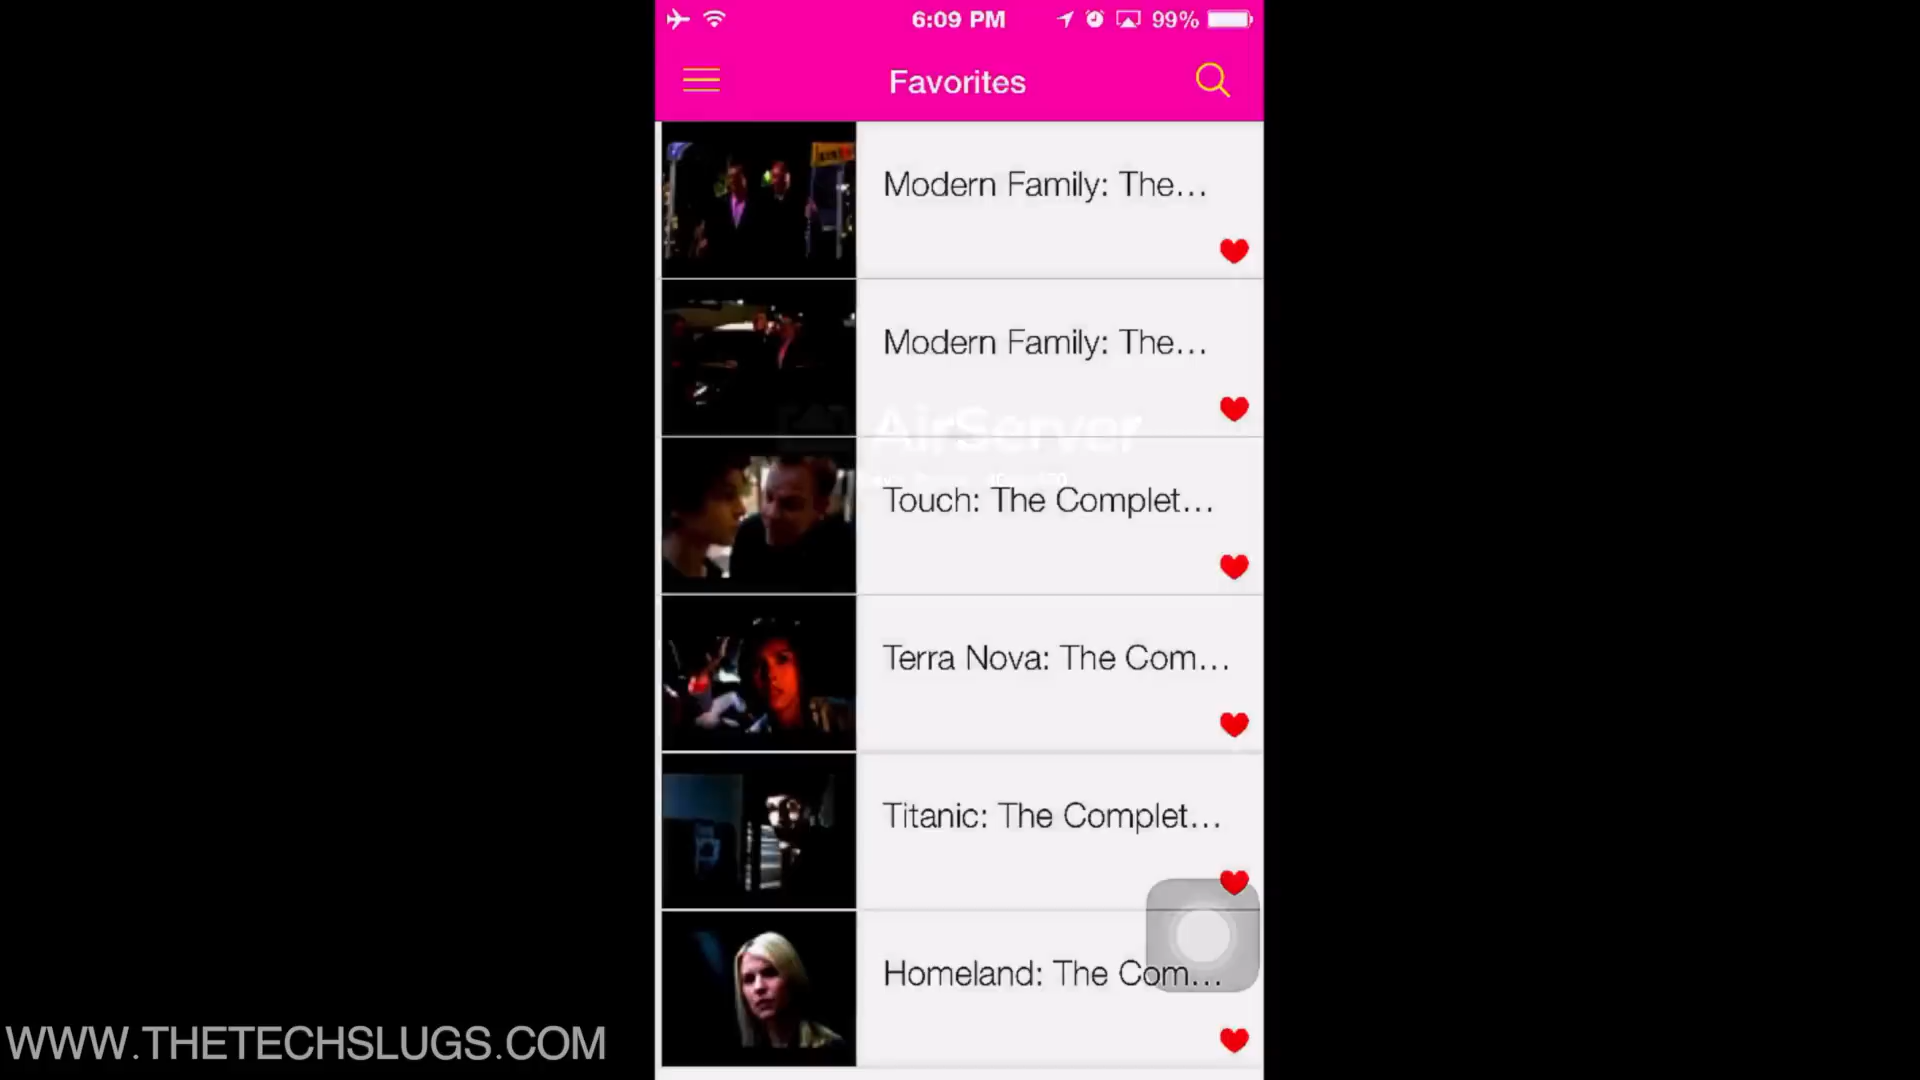 6:09 PM
99%
Favorites
Modern Family: The...
Modern Family: The...
AirServer
Touch: The Complet...
Terra Nova: The Com...
Titanic: The Complet...
Homeland: The Com...
WWW.THETECHSLUGS.COM